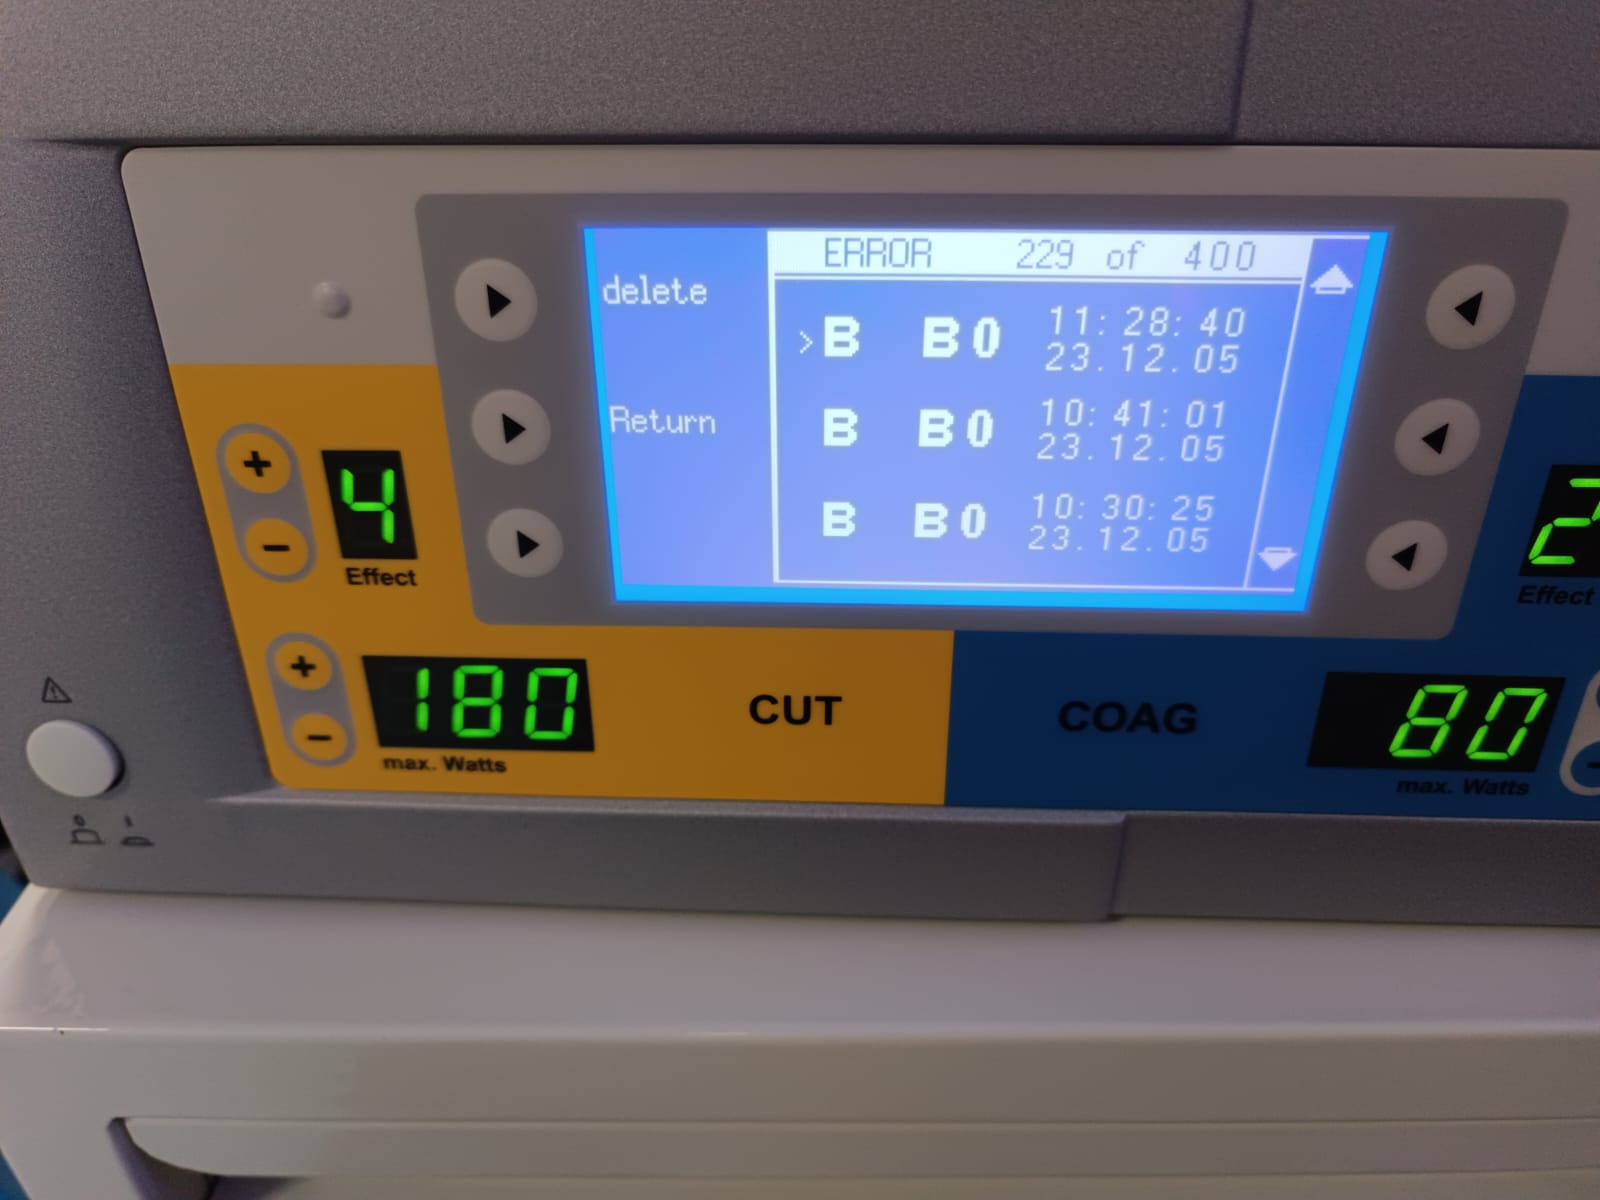 ERROR 229 of 400
delete
>B B0 11:28:40
23.12.05
Return
B B0 10:41:01
23.12.05
B B0 10:30:25
23.12.05
+
4
-
Effect
2
Effect
+
180
-
max. Watts
CUT
COAG
80
max. Watts